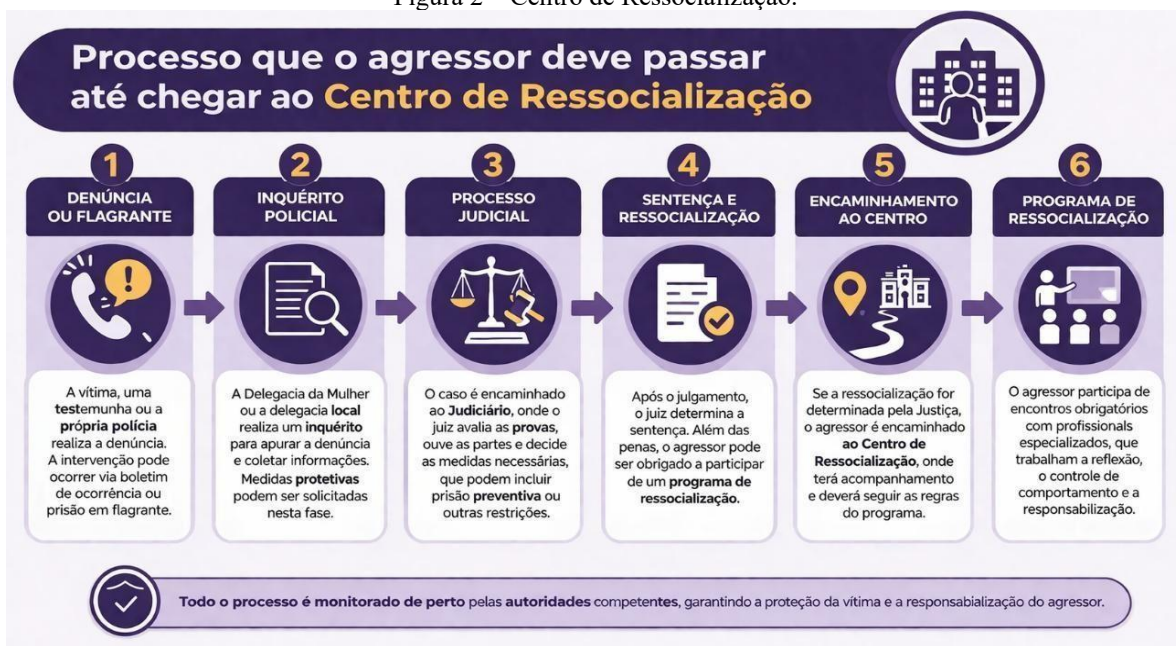 Figura 2 – Centro de Ressocialização.
Processo que o agressor deve passar
até chegar ao Centro de Ressocialização
1
DENÚNCIA
OU FLAGRANTE
A vítima, uma
testemunha ou a
própria polícia
realiza a denúncia.
A intervenção pode
ocorrer via boletim
de ocorrência ou
prisão em flagrante.
2
INQUÉRITO
POLICIAL
A Delegacia da Mulher
ou a delegacia local
realiza um inquérito
para apurar a denúncia
e coletar informações.
Medidas protetivas
podem ser solicitadas
nesta fase.
3
PROCESSO
JUDICIAL
O caso é encaminhado
ao Judiciário, onde o
juiz avalia as provas,
ouve as partes e decide
as medidas necessárias,
que podem incluir
prisão preventiva ou
outras restrições.
4
SENTENÇA E
RESSOCIALIZAÇÃO
Após o julgamento,
o juiz determina a
sentença. Além das
penas, o agressor pode
ser obrigado a participar
de um programa de
ressocialização.
5
ENCAMINHAMENTO
AO CENTRO
Se a ressocialização for
determinada pela Justiça,
o agressor é encaminhado
ao Centro de
Ressocialização, onde
terá acompanhamento
e deverá seguir as regras
do programa.
6
PROGRAMA DE
RESSOCIALIZAÇÃO
O agressor participa de
encontros obrigatórios
com profissionals
especializados, que
trabalham a reflexão,
o controle de
comportamento e a
responsabilização.
Todo o processo é monitorado de perto pelas autoridades competentes, garantindo a proteção da vítima e a responsabialização do agressor.